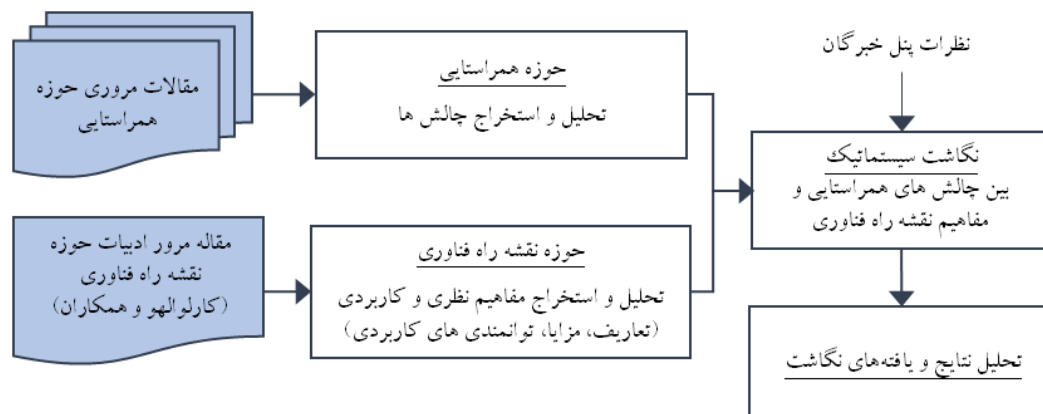 مقالات مروری حوزه
همراستایی
حوزه همراستایی
تحلیل و استخراج چالش ها
نظرات پنل خبرگان
نگاشت سیستماتیک
بین چالش های همراستایی و
مفاهیم نقشه راه فناوری
مقاله مرور ادبیات حوزه
نقشه راه فناوری
(کارلوالهو و همکاران)
حوزه نقشه راه فناوری
تحلیل و استخراج مفاهیم نظری و کاربردی
(تعاریف، مزایا، توانمندی های کاربردی)
تحلیل نتایج و یافته‌های نگاشت